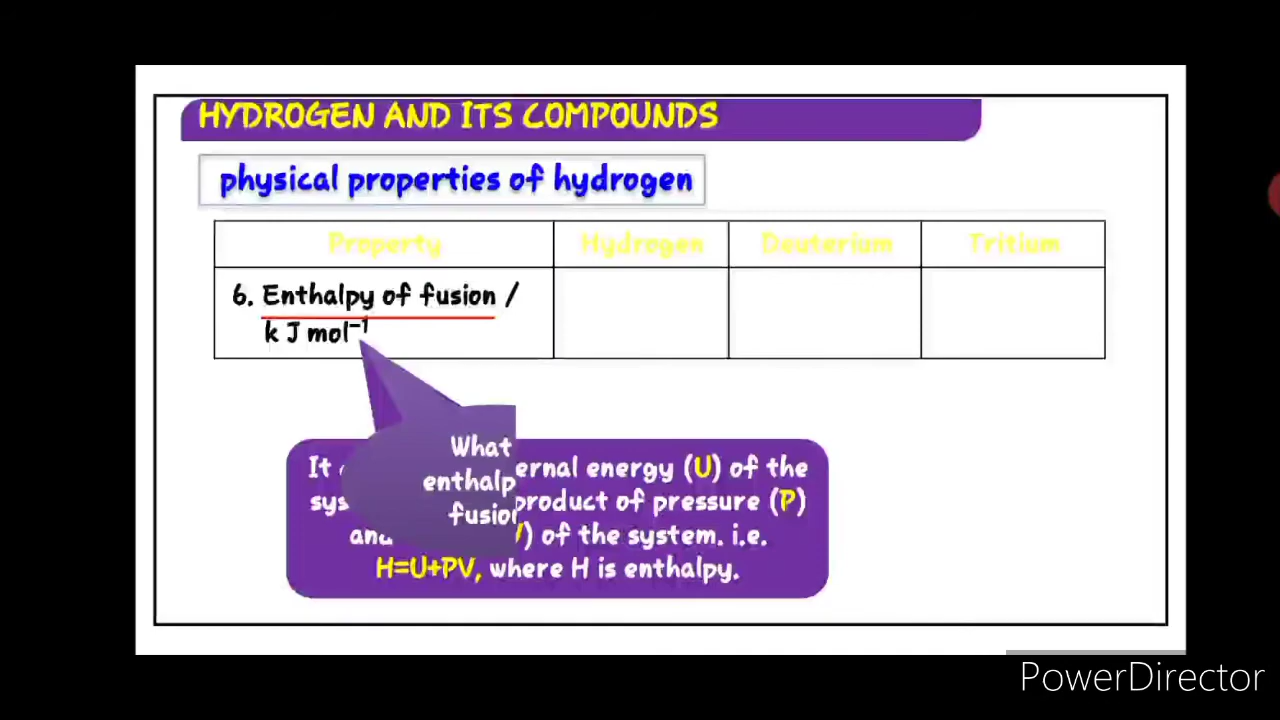 HYDROGEN AND ITS COMPOUNDS
physical properties of hydrogen
Property Hydrogen Deuterium Tritium
6. Enthalpy of fusion /
k J mol⁻¹
What
It ernal energy (U) of the
enthalp
sys product of pressure (P)
fusion
and ) of the system. i.e.
H=U+PV, where H is enthalpy.
PowerDirector